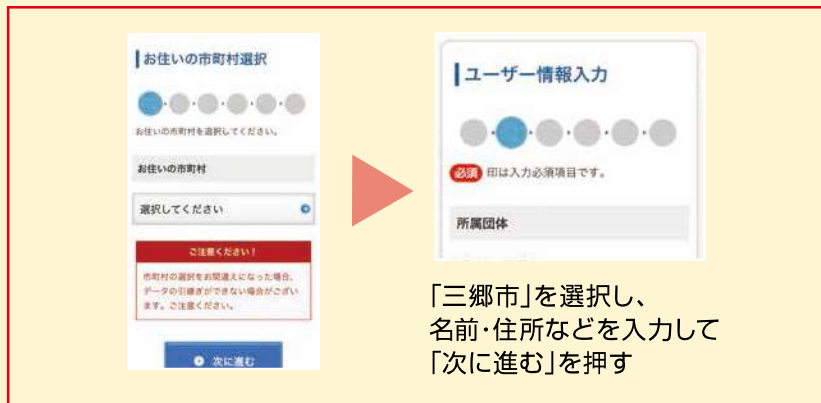 お住いの市町村選択
お住いの市町村を選択してください。
お住いの市町村
選択してください
ご注意ください！
市町村の選択をお間違えになった場合、
データの引継ぎができない場合がござい
ます。ご注意ください。
次に進む
ユーザー情報入力
必須 印は入力必須項目です。
所属団体
「三郷市」を選択し、
名前・住所などを入力して
「次に進む」を押す